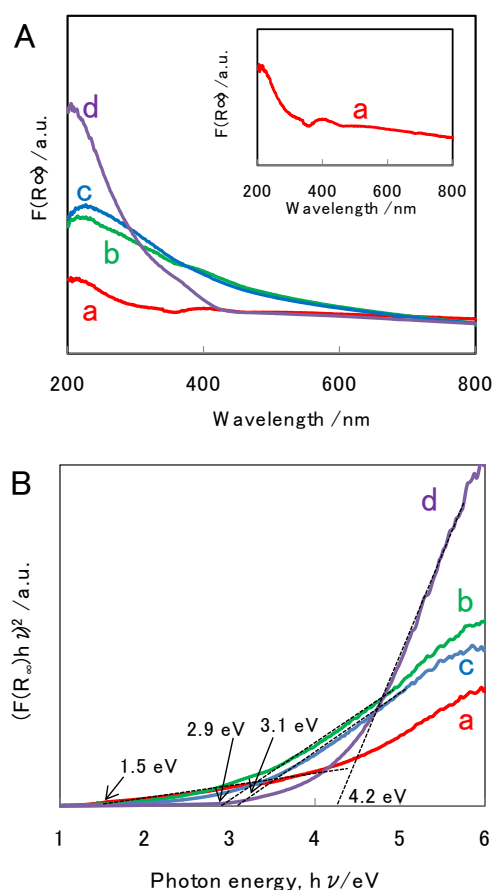 A
F(R∞) /a.u.
d
c
b
a
F(R∞) /a.u.
a
200 400 600 800
Wavelength /nm
200 400 600 800
Wavelength /nm
B
(F(R∞)hν)² /a.u.
d
b
c
a
2.9 eV
3.1 eV
1.5 eV
4.2 eV
1 2 3 4 5 6
Photon energy, hν/eV